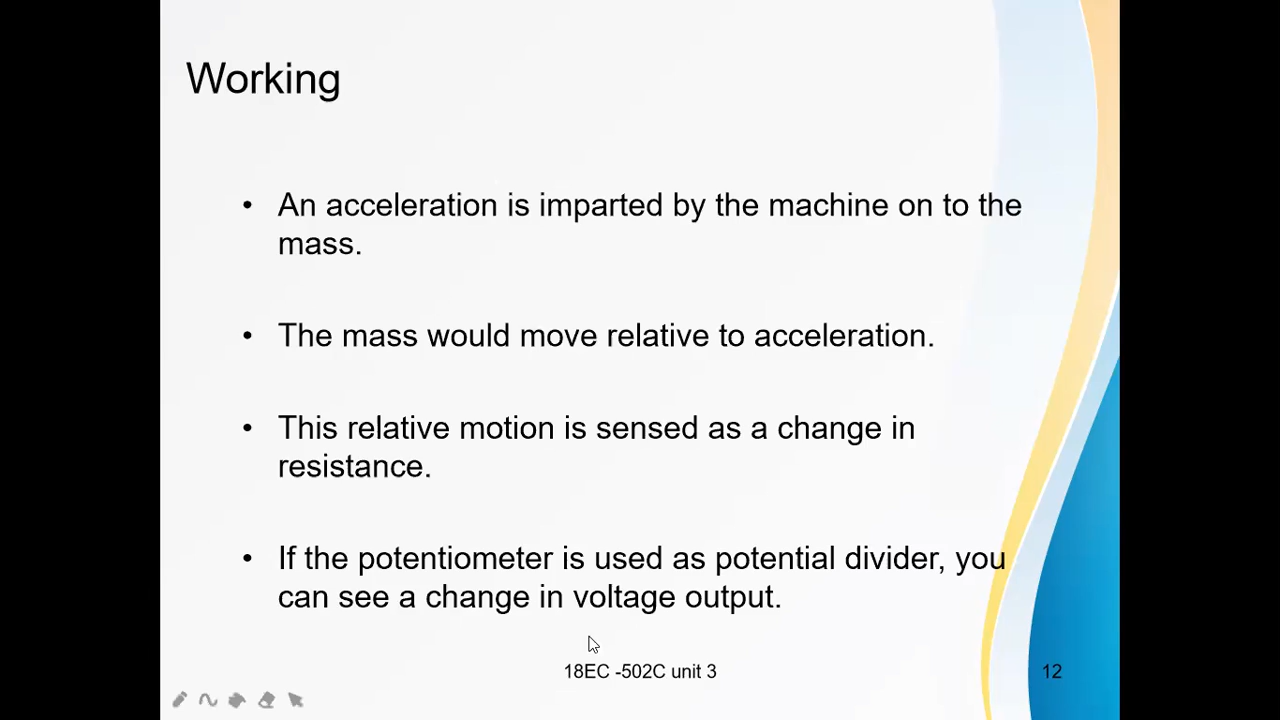 Working
• An acceleration is imparted by the machine on to the
mass.
• The mass would move relative to acceleration.
• This relative motion is sensed as a change in
resistance.
• If the potentiometer is used as potential divider, you
can see a change in voltage output.
18EC -502C unit 3
12